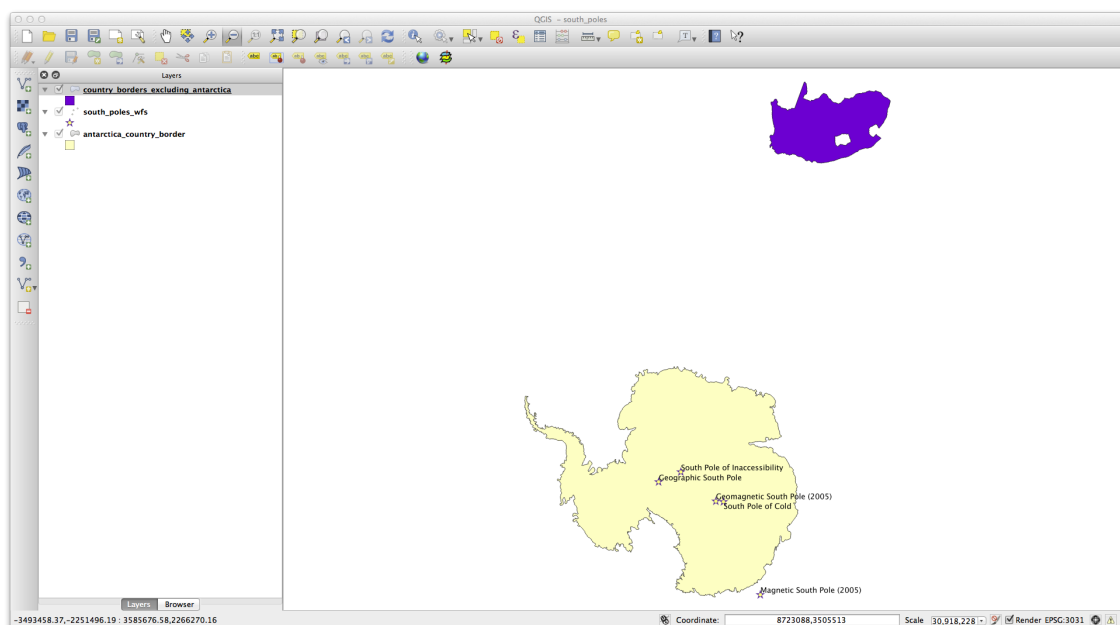 QGIS - south_poles
Layers
country_borders_excluding_antarctica
south_poles_wfs
antarctica_country_border
South Pole of Inaccessibility
Geographic South Pole
Geomagnetic South Pole (2005)
South Pole of Cold
Magnetic South Pole (2005)
Layers Browser
-3493458.37,-2251496.19 : 3585676.58,2266270.16 Coordinate: 8723088,3505513 Scale 30,918,228 Render EPSG:3031